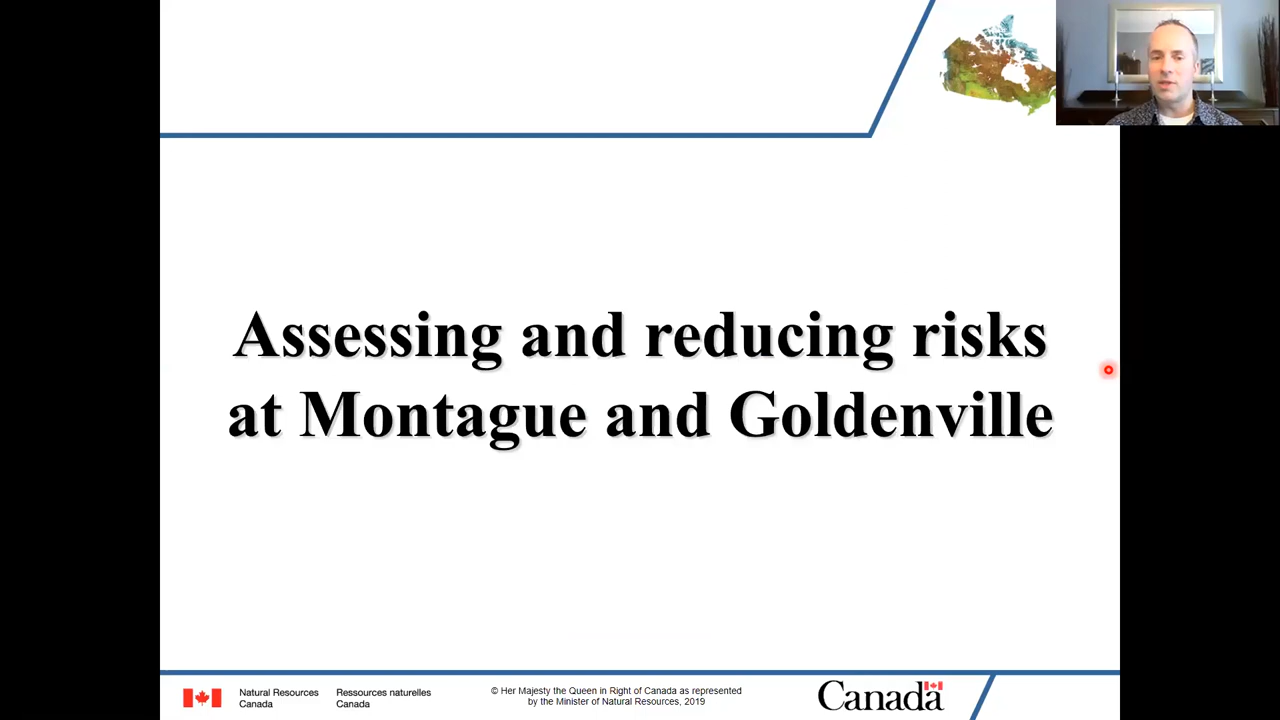 Assessing and reducing risks
at Montague and Goldenville
Natural Resources
Canada
Ressources naturelles
Canada
© Her Majesty the Queen in Right of Canada as represented
by the Minister of Natural Resources, 2019
Canada